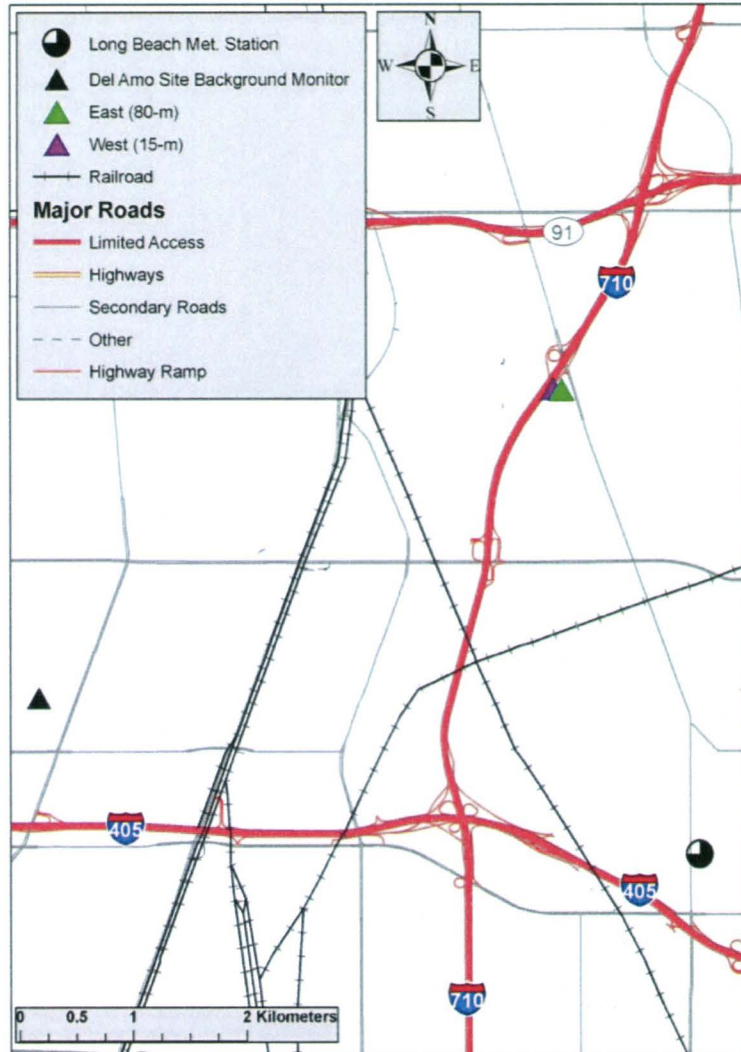 Long Beach Met. Station
Del Amo Site Background Monitor
East (80-m)
West (15-m)
Railroad
Major Roads
Limited Access
Highways
Secondary Roads
Other
Highway Ramp
N
W E
S
91
710
405
405
710
0 0.5 1 2 Kilometers